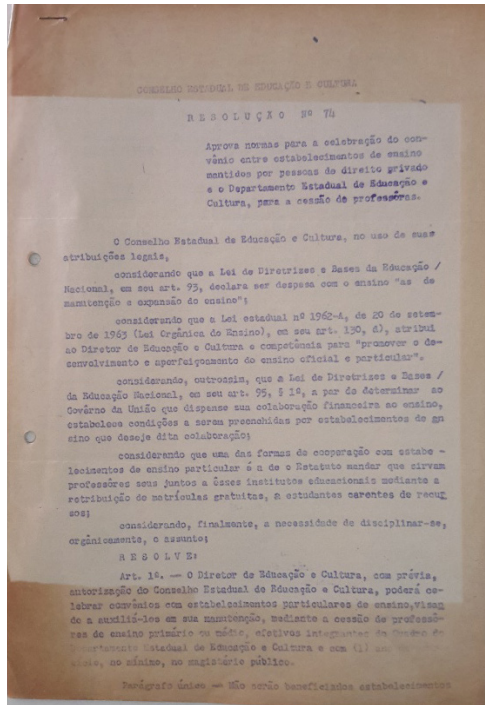 CONSELHO ESTADUAL DE EDUCAÇÃO E CULTURA
RESOLUÇÃO Nº 74
Aprova normas para a celebração do con-
vênio entre estabelecimentos de ensino
mantidos por pessoas de direito privado
e o Departamento Estadual de Educação e
Cultura, para a cessão de professôras.
O Conselho Estadual de Educação e Cultura, no uso de suas
atribuições legais,
considerando que a Lei de Diretrizes e Bases da Educação /
Nacional, em seu art. 93, declara ser despesa com o ensino "as de
manutenção e expansão do ensino";
considerando que a Lei estadual nº 1962-A, de 20 de setem-
bro de 1963 (Lei Orgânica do Ensino), em seu art. 130, d), atribui
ao Diretor de Educação e Cultura e competência para "promover o de-
senvolvimento e aperfeiçoamento do ensino oficial e particular".
considerando, outrossim, que a Lei de Diretrizes e Bases /
da Educação Nacional, em seu art. 95, § 1º, a par de determinar ao
Govêrno da União que dispense sua colaboração financeira ao ensino,
estabelece condições a serem preenchidas por estabelecimentos de en
sino que deseje dita colaboração;
considerando que uma das formas de cooperação com estabe -
lecimentos de ensino particular é a de o Estatuto mandar que cirvam
professôres seus juntos a êsses institutos educacionais mediante a
retribuição de matrículas gratuitas, a estudantes carentes de recur
sos;
considerando, finalmente, a necessidade de disciplinar-se,
orgânicamente, o assunto;
RESOLVE:
Art. 1º. — O Diretor de Educação e Cultura, com prévia,
autorização do Conselho Estadual de Educação e Cultura, poderá ce-
lebrar convênios com estabelecimentos particulares de ensino, visan
do a auxiliá-los em sua manutenção, mediante a cessão de professô-
res de ensino primário ou médio, efetivos integrantes do
Departamento Estadual de Educação e Cultura e com (1)
no mínimo, no magistério público.
Parágrafo único — Não serão beneficiados estabelecimentos